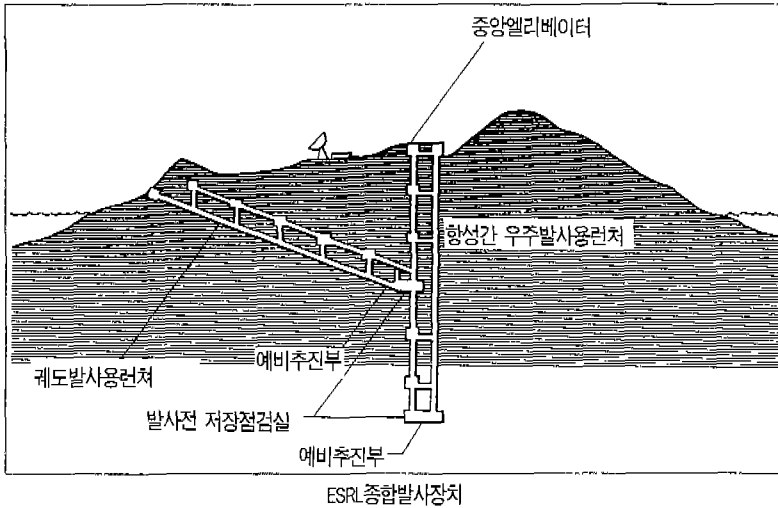 중앙엘리베이터
항성간 우주발사용런처
예비추진부
궤도발사용런쳐
발사전 저장점검실
예비추진부
ESRL종합발사장치